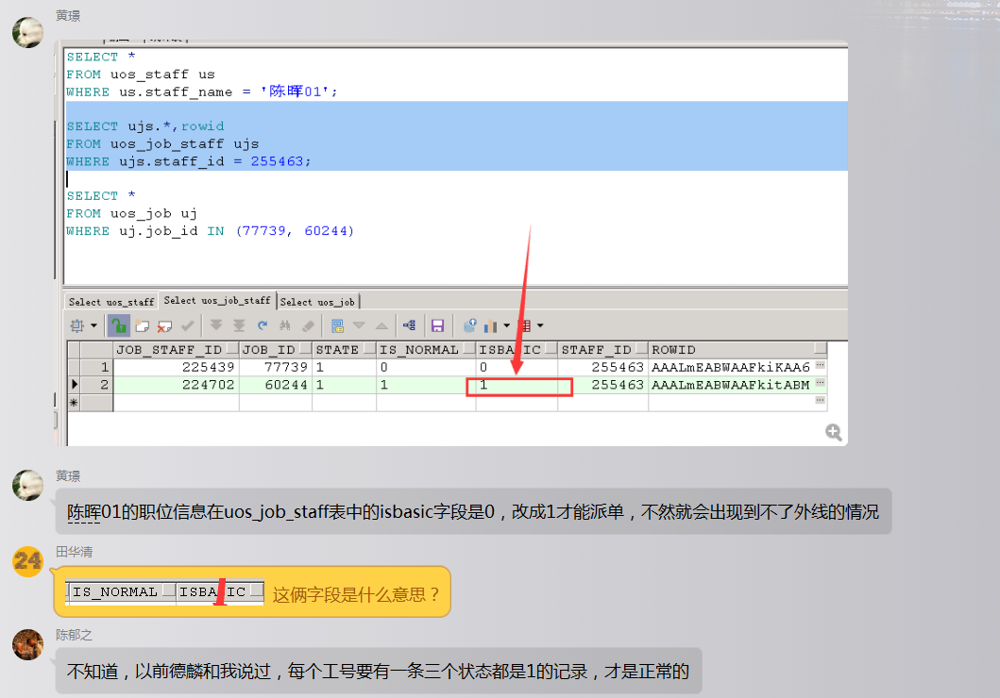 黄璟
SELECT *
FROM uos_staff us
WHERE us.staff_name = '陈晖01';
SELECT ujs.*,rowid
FROM uos_job_staff ujs
WHERE ujs.staff_id = 255463;
SELECT *
FROM uos_job uj
WHERE uj.job_id IN (77739, 60244)
Select uos_staff Select uos_job_staff Select uos_job
JOB_STAFF_ID JOB_ID STATE IS_NORMAL ISBASIC STAFF_ID ROWID
1 225439 77739 1 0 0 255463 AAALmEABWAAFkiKAA6 ...
2 224702 60244 1 1 1 255463 AAALmEABWAAFkitABM ...
黄璟
陈晖01的职位信息在uos_job_staff表中的isbasic字段是0，改成1才能派单，不然就会出现到不了外线的情况
24
田华清
IS_NORMAL ISBA IC 这俩字段是什么意思？
陈郁之
不知道，以前德麟和我说过，每个工号要有一条三个状态都是1的记录，才是正常的